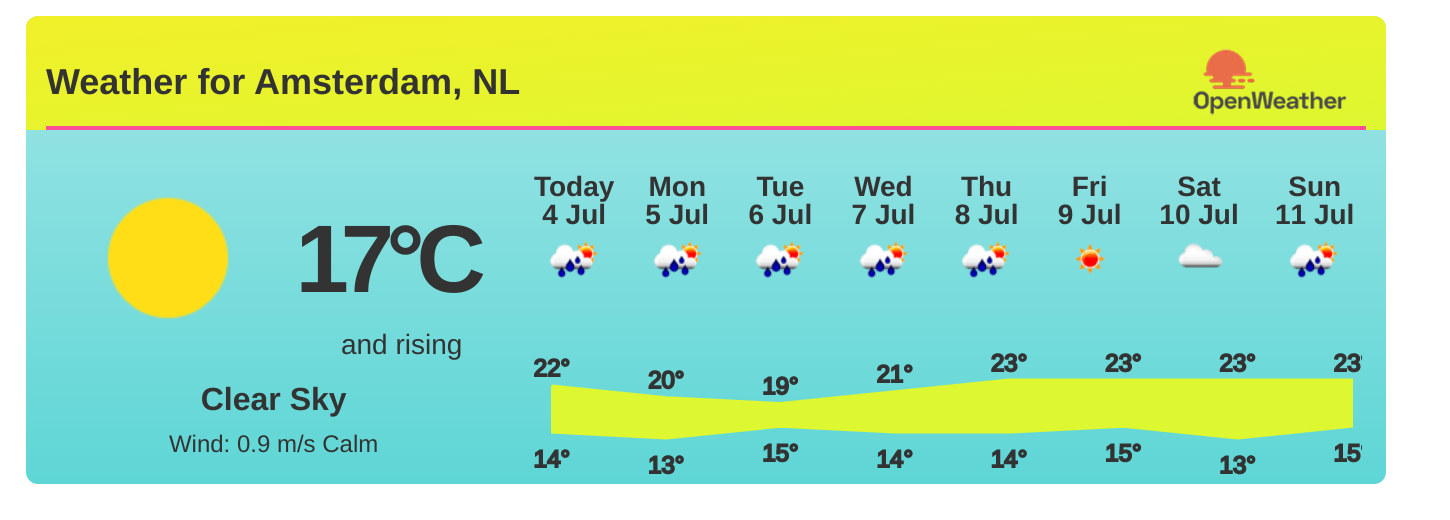 Weather for Amsterdam, NL
OpenWeather
17°C
and rising
Clear Sky
Wind: 0.9 m/s Calm
Today Mon Tue Wed Thu Fri Sat Sun
4 Jul 5 Jul 6 Jul 7 Jul 8 Jul 9 Jul 10 Jul 11 Jul
22° 20° 19° 21° 23° 23° 23° 23°
14° 13° 15° 14° 14° 15° 13° 15°